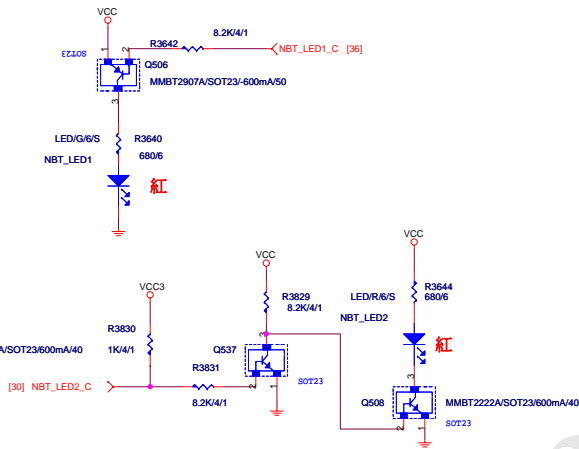 VCC
8.2K/4/1
R3642
NBT_LED1_C [36]
1
2
SOT23
Q506
MMBT2907A/SOT23/-600mA/50
3
LED/G/6/S
R3640
NBT_LED1
680/6
紅
VCC
VCC
VCC3
R3829
8.2K/4/1
LED/R/6/S
R3644
680/6
NBT_LED2
R3830
3
紅
Q537
A/SOT23/600mA/40
1K/4/1
R3831
3
SOT23
[30] NBT_LED2_C
2
1
8.2K/4/1
Q508
MMBT2222A/SOT23/600mA/40
2
1
SOT23